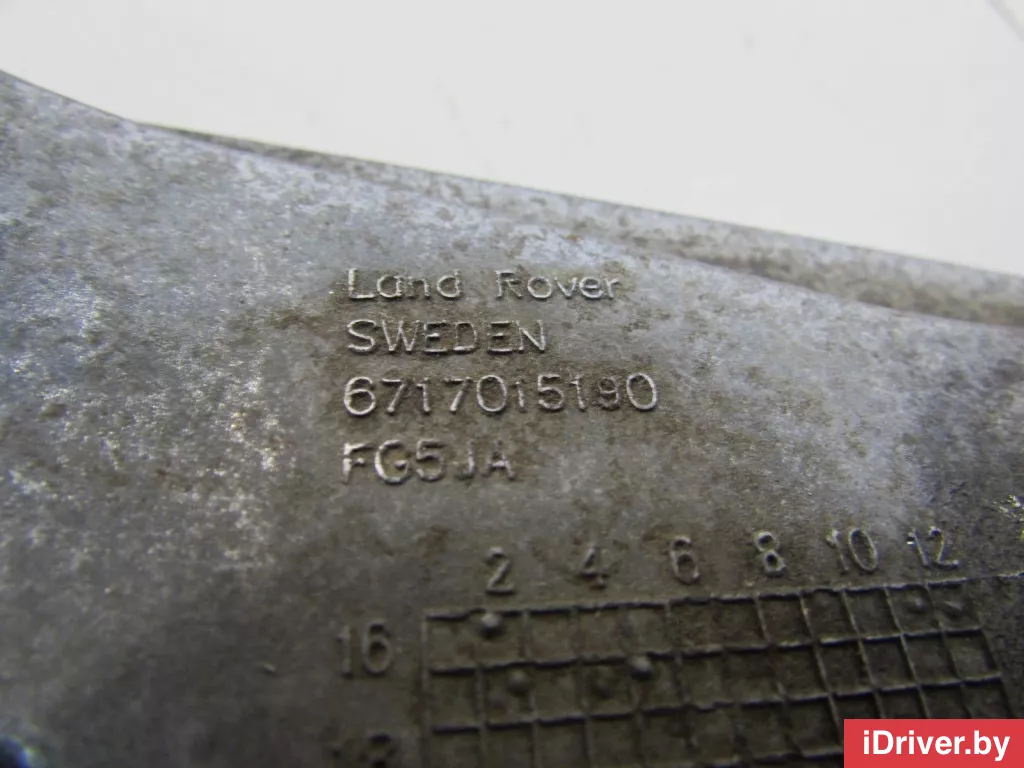 Land Rover
SWEDEN
6717015190
FG5JA
2 4 6 8 10 12
16
iDriver.by